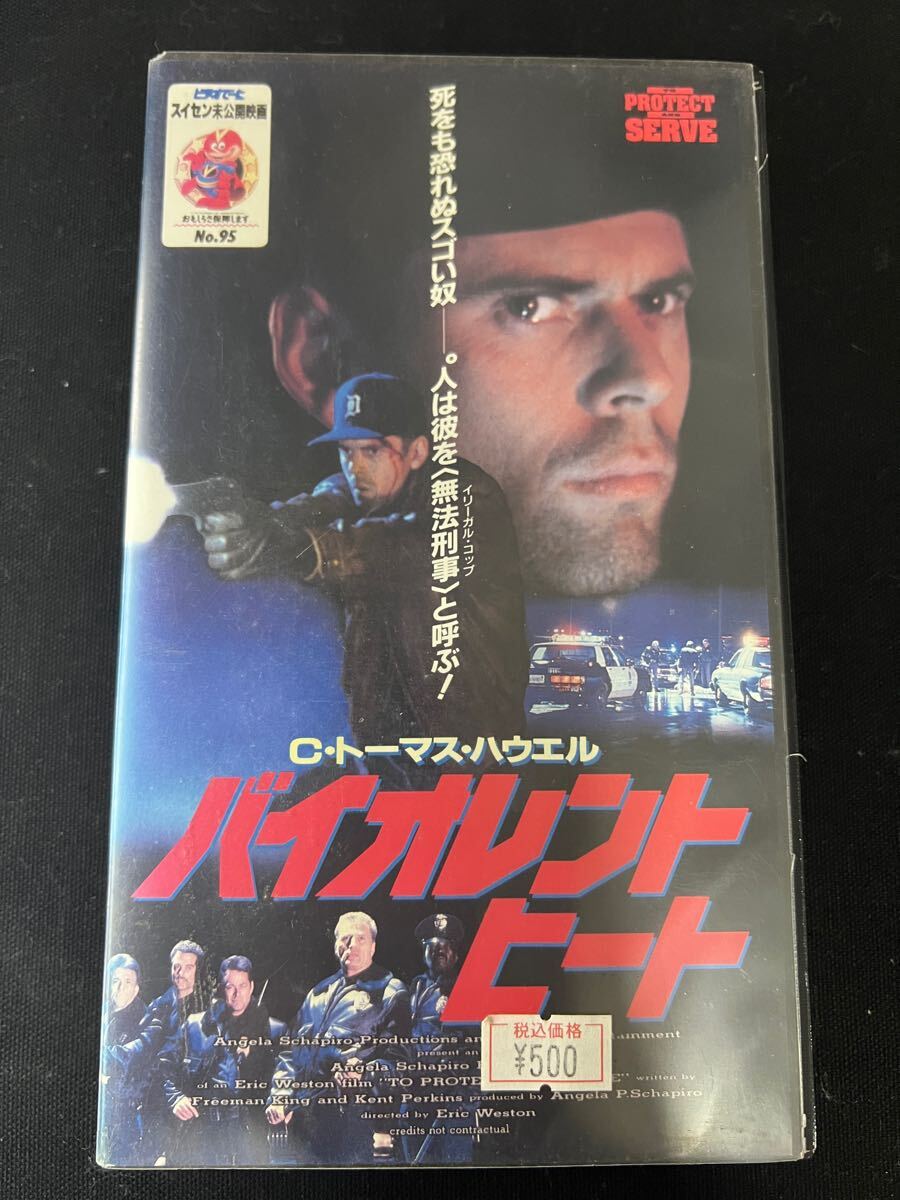 ビデオでーた
スイセン未公開映画
おもしろさ保障します
No.95
TO
PROTECT
AND
SERVE
死をも恐れぬスゴい奴――。人は彼を〈無法刑事〉と呼ぶ!
イリーガル・コップ
D
C・トーマス・ハウエル
バイオレント
ヒート
税込価格
¥500
Angela Schapiro Productions an tainment
present an
Angela Schapiro
of an Eric Weston film "TO PROTE E" written by
Freeman King and Kent Perkins produced by Angela P.Schapiro
directed by Eric Weston
credits not contractual